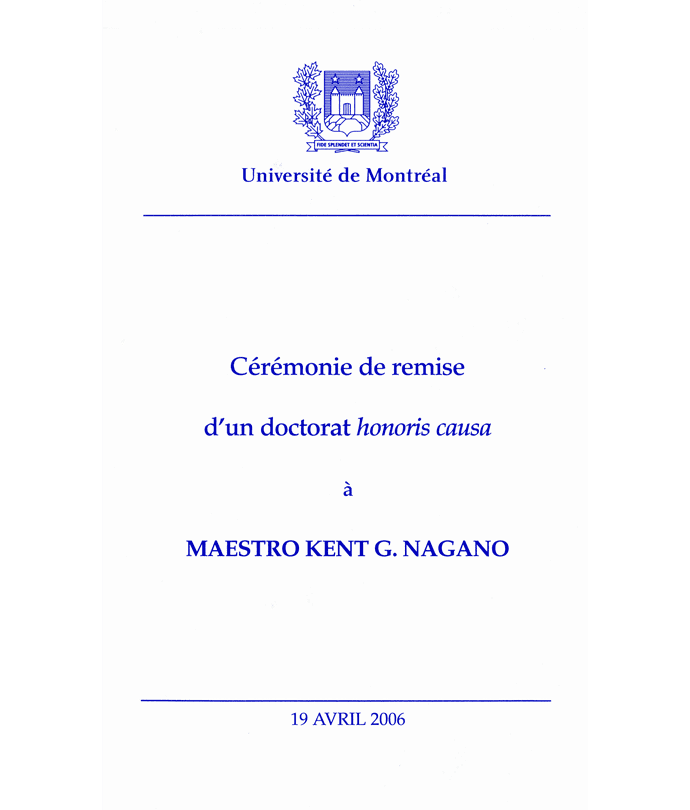 FIDE SPLENDET ET SCIENTIA
Université de Montréal
Cérémonie de remise
d'un doctorat honoris causa
à
MAESTRO KENT G. NAGANO
19 AVRIL 2006